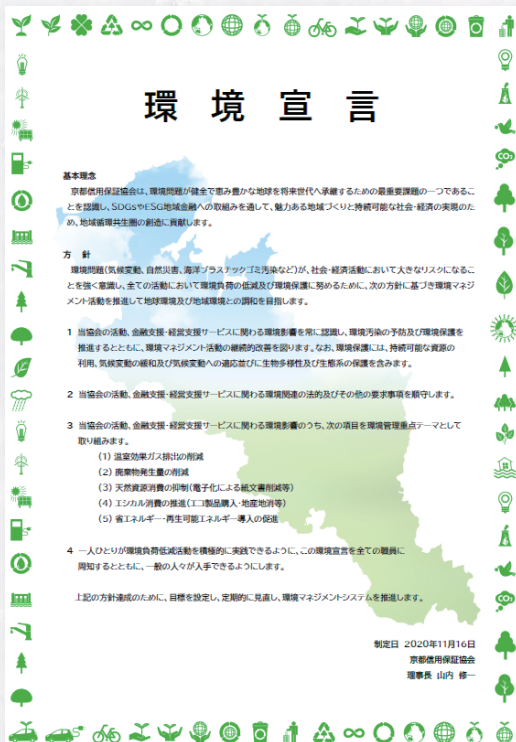 環境宣言
基本理念
京都信用保証協会は、環境問題が健全で恵み豊かな地球を将来世代へ承継するための最重要課題の一つであるこ
とを認識し、SDGsやESG地域金融への取組みを通して、魅力ある地域づくりと持続可能な社会・経済の実現のた
め、地域循環共生圏の創造に貢献します。
方 針
環境問題(気候変動、自然災害、海洋プラスチックゴミ汚染など)が、社会・経済活動において大きなリスクになるこ
とを強く意識し、全ての活動において環境負荷の低減及び環境保護に努めるために、次の方針に基づき環境マネジ
メント活動を推進して地球環境及び地域環境との調和を目指します。
1 当協会の活動、金融支援・経営支援サービスに関わる環境影響を常に認識し、環境汚染の予防及び環境保護を
推進するとともに、環境マネジメント活動の継続的改善を図ります。なお、環境保護には、持続可能な資源の
利用、気候変動の緩和及び気候変動への適応並びに生物多様性及び生態系の保護を含みます。
2 当協会の活動、金融支援・経営支援サービスに関わる環境関連の法的及びその他の要求事項を順守します。
3 当協会の活動、金融支援・経営支援サービスに関わる環境影響のうち、次の項目を環境管理重点テーマとして
取り組みます。
(1) 温室効果ガス排出の削減
(2) 廃棄物発生量の削減
(3) 天然資源消費の抑制(電子化による紙文書削減等)
(4) エシカル消費の推進(エコ製品購入・地産地消等)
(5) 省エネルギー・再生可能エネルギー導入の促進
4 一人ひとりが環境負荷低減活動を積極的に実践できるように、この環境宣言を全ての職員に
周知するとともに、一般の人々が入手できるようにします。
上記の方針達成のために、目標を設定し、定期的に見直し、環境マネジメントシステムを推進します。
制定日 2020年11月16日
京都信用保証協会
理事長 山内 修一
CO2
CO2